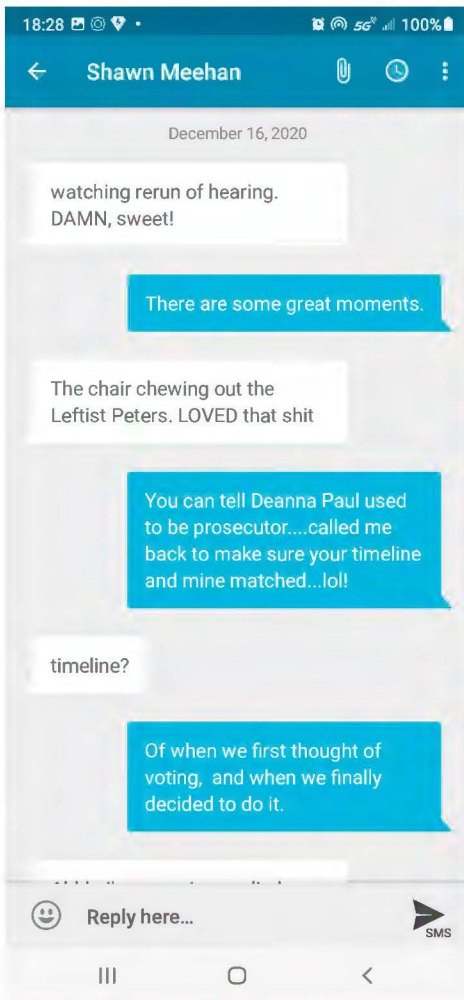 18:28
5G 100%
Shawn Meehan
December 16, 2020
watching rerun of hearing.
DAMN, sweet!
There are some great moments.
The chair chewing out the
Leftist Peters. LOVED that shit
You can tell Deanna Paul used
to be prosecutor....called me
back to make sure your timeline
and mine matched...lol!
timeline?
Of when we first thought of
voting, and when we finally
decided to do it.
Reply here...
SMS